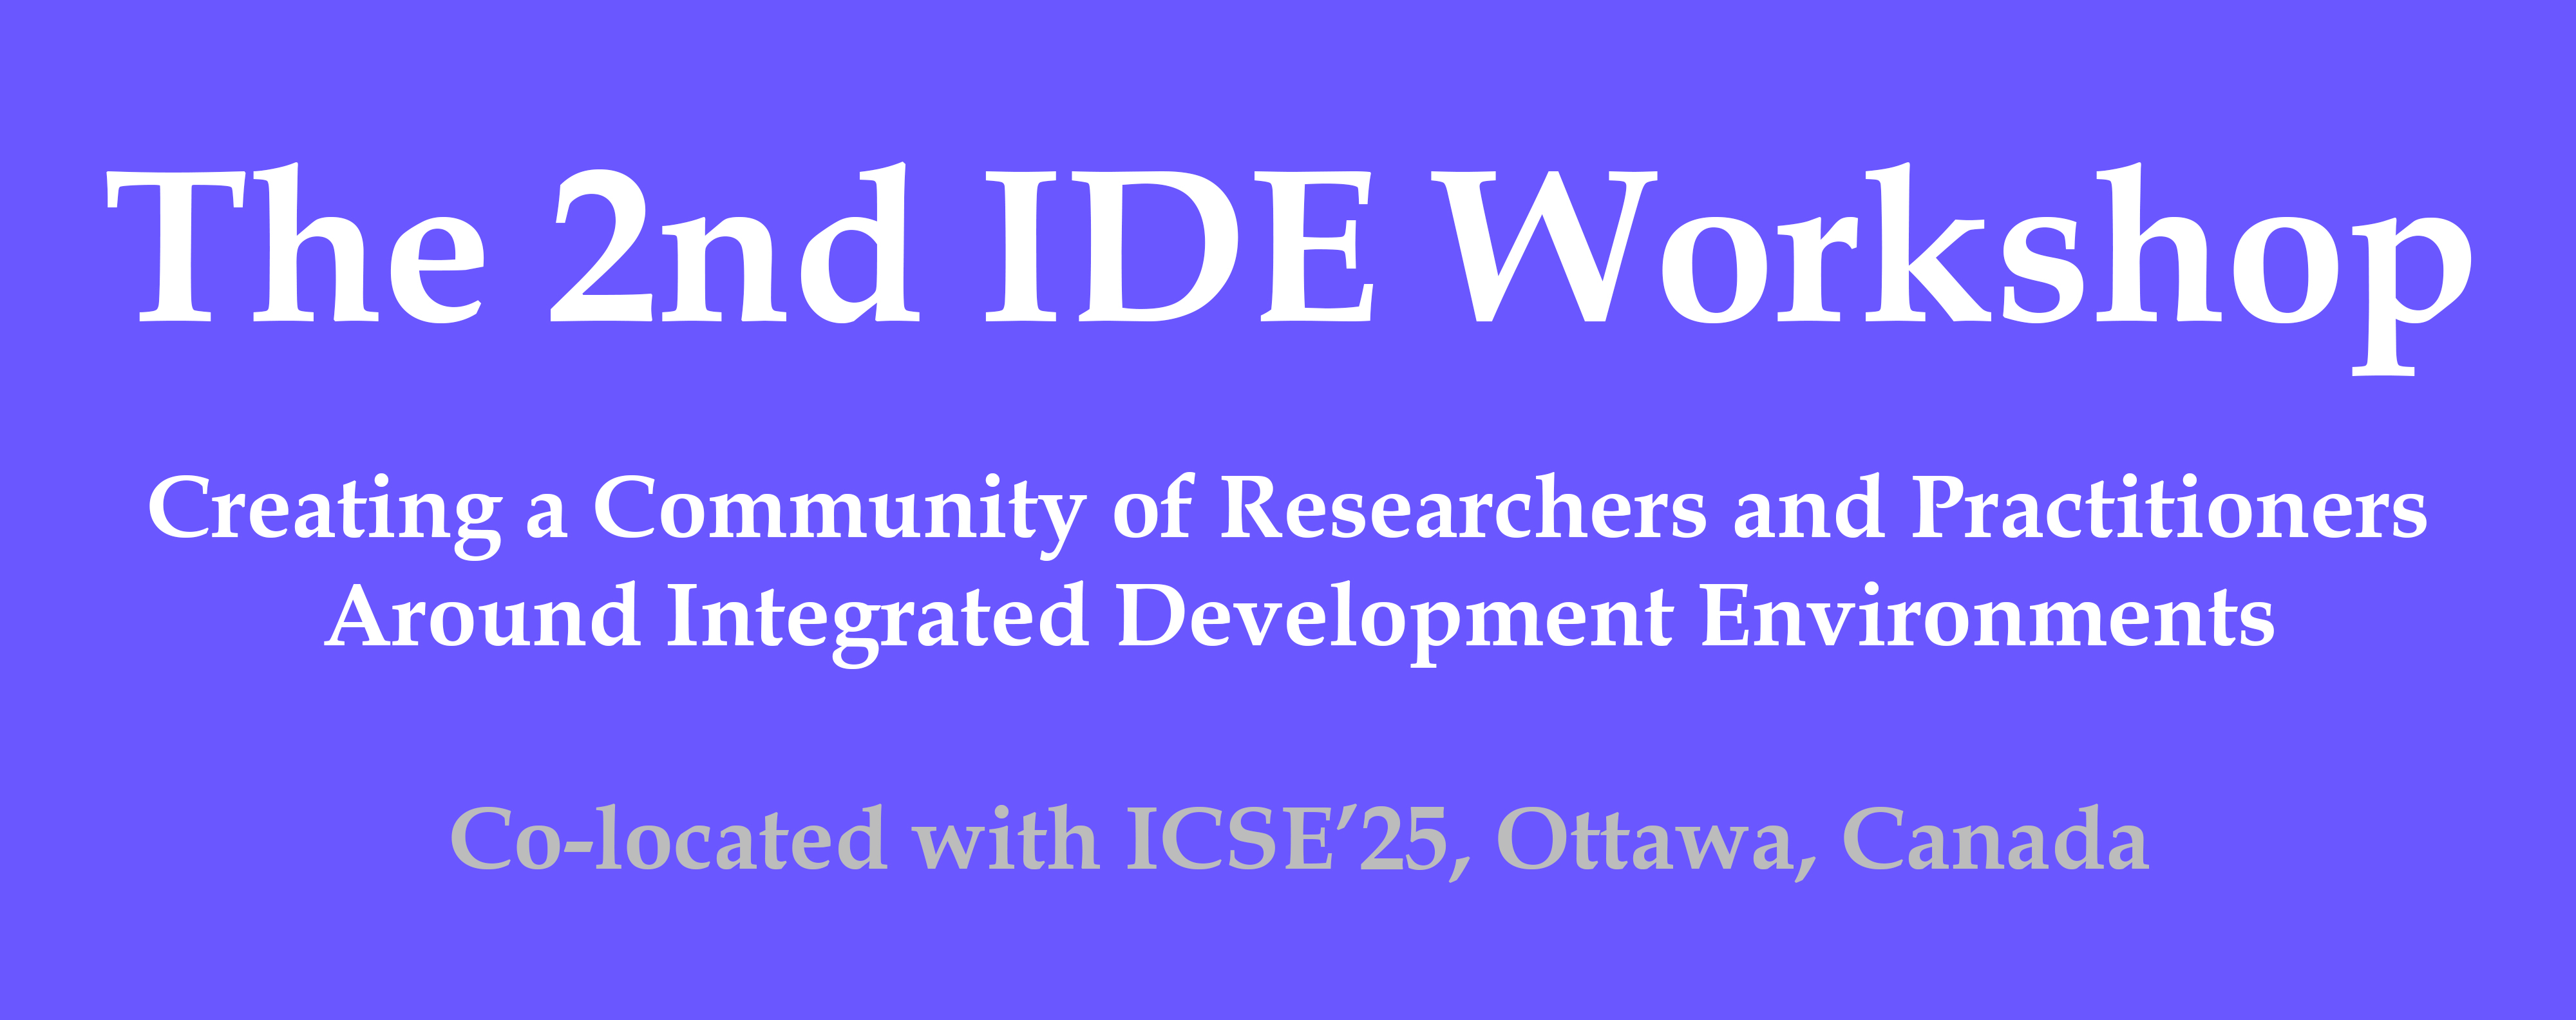 The 2nd IDE Workshop
Creating a Community of Researchers and Practitioners
Around Integrated Development Environments
Co-located with ICSE’25, Ottawa, Canada